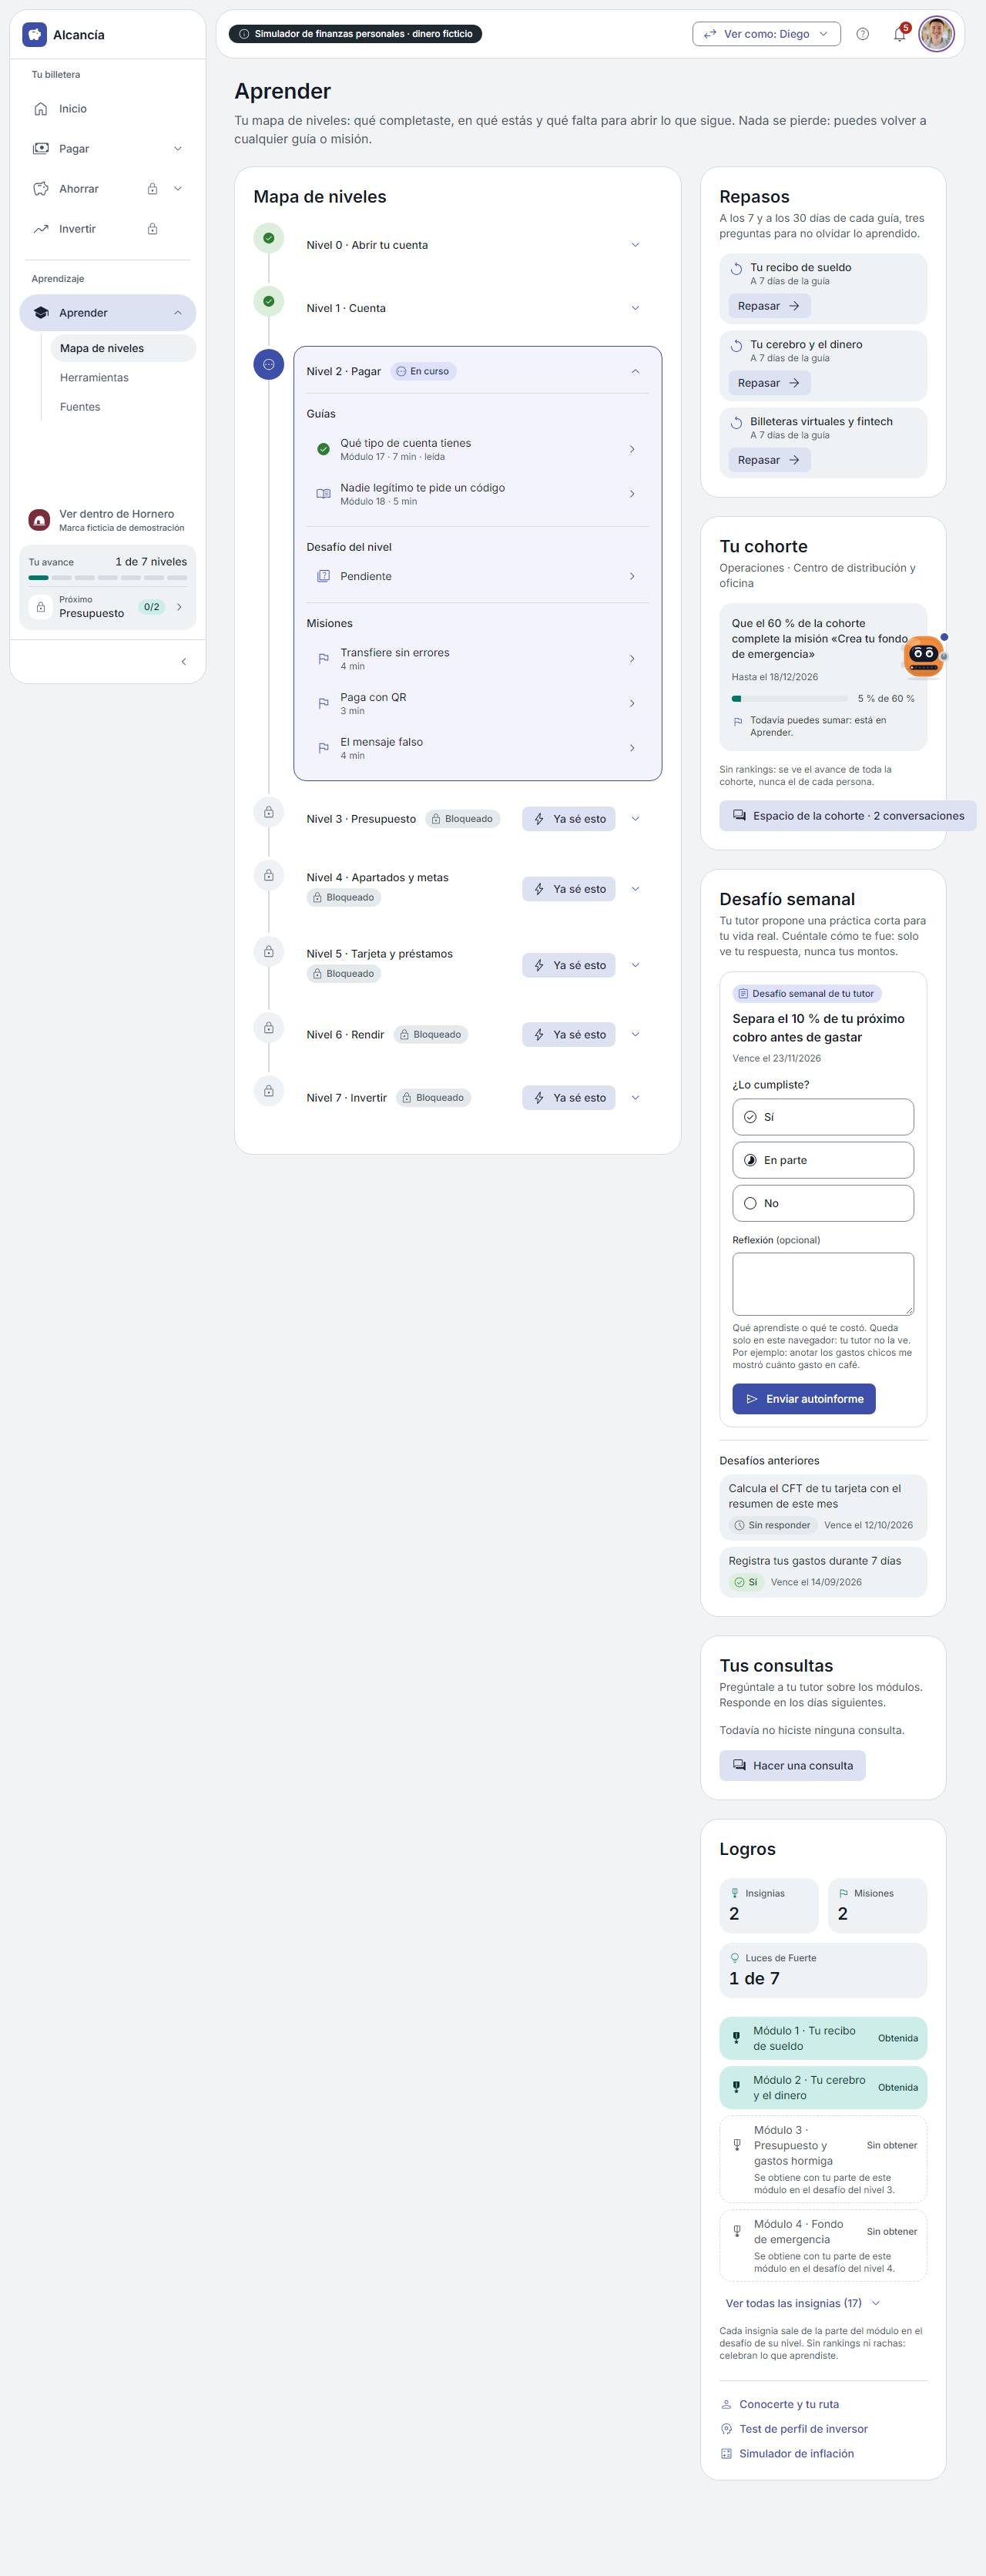 Alcancía
Tu billetera
Inicio
Pagar
Ahorrar
Invertir
Aprendizaje
Aprender
Mapa de niveles
Herramientas
Fuentes
Ver dentro de Hornero
Marca ficticia de demostración
Tu avance
1 de 7 niveles
Próximo
Presupuesto
0/2
Simulador de finanzas personales · dinero ficticio
Ver como: Diego
5
Aprender
Tu mapa de niveles: qué completaste, en qué estás y qué falta para abrir lo que sigue. Nada se pierde: puedes volver a
cualquier guía o misión.
Mapa de niveles
Nivel 0 · Abrir tu cuenta
Nivel 1 · Cuenta
Nivel 2 · Pagar
En curso
Guías
Qué tipo de cuenta tienes
Módulo 17 · 7 min · leída
Nadie legítimo te pide un código
Módulo 18 · 5 min
Desafío del nivel
Pendiente
Misiones
Transfiere sin errores
4 min
Paga con QR
3 min
El mensaje falso
4 min
Nivel 3 · Presupuesto
Bloqueado
Ya sé esto
Nivel 4 · Apartados y metas
Bloqueado
Ya sé esto
Nivel 5 · Tarjeta y préstamos
Bloqueado
Ya sé esto
Nivel 6 · Rendir
Bloqueado
Ya sé esto
Nivel 7 · Invertir
Bloqueado
Ya sé esto
Repasos
A los 7 y a los 30 días de cada guía, tres
preguntas para no olvidar lo aprendido.
Tu recibo de sueldo
A 7 días de la guía
Repasar
Tu cerebro y el dinero
A 7 días de la guía
Repasar
Billeteras virtuales y fintech
A 7 días de la guía
Repasar
Tu cohorte
Operaciones · Centro de distribución y
oficina
Que el 60 % de la cohorte
complete la misión «Crea tu fondo
de emergencia»
Hasta el 18/12/2026
5 % de 60 %
Todavía puedes sumar: está en
Aprender.
Sin rankings: se ve el avance de toda la
cohorte, nunca el de cada persona.
Espacio de la cohorte · 2 conversaciones
Desafío semanal
Tu tutor propone una práctica corta para
tu vida real. Cuéntale cómo te fue: solo
ve tu respuesta, nunca tus montos.
Desafío semanal de tu tutor
Separa el 10 % de tu próximo
cobro antes de gastar
Vence el 23/11/2026
¿Lo cumpliste?
Sí
En parte
No
Reflexión (opcional)
Qué aprendiste o qué te costó. Queda
solo en este navegador: tu tutor no la ve.
Por ejemplo: anotar los gastos chicos me
mostró cuánto gasto en café.
Enviar autoinforme
Desafíos anteriores
Calcula el CFT de tu tarjeta con el
resumen de este mes
Sin responder
Vence el 12/10/2026
Registra tus gastos durante 7 días
Sí
Vence el 14/09/2026
Tus consultas
Pregúntale a tu tutor sobre los módulos.
Responde en los días siguientes.
Todavía no hiciste ninguna consulta.
Hacer una consulta
Logros
Insignias
2
Misiones
2
Luces de Fuerte
1 de 7
Módulo 1 · Tu recibo
de sueldo
Obtenida
Módulo 2 · Tu cerebro
y el dinero
Obtenida
Módulo 3 ·
Presupuesto y
gastos hormiga
Sin obtener
Se obtiene con tu parte de este
módulo en el desafío del nivel 3.
Módulo 4 · Fondo
de emergencia
Sin obtener
Se obtiene con tu parte de este
módulo en el desafío del nivel 4.
Ver todas las insignias (17)
Cada insignia sale de la parte del módulo en el
desafío de su nivel. Sin rankings ni rachas:
celebran lo que aprendiste.
Conocerte y tu ruta
Test de perfil de inversor
Simulador de inflación